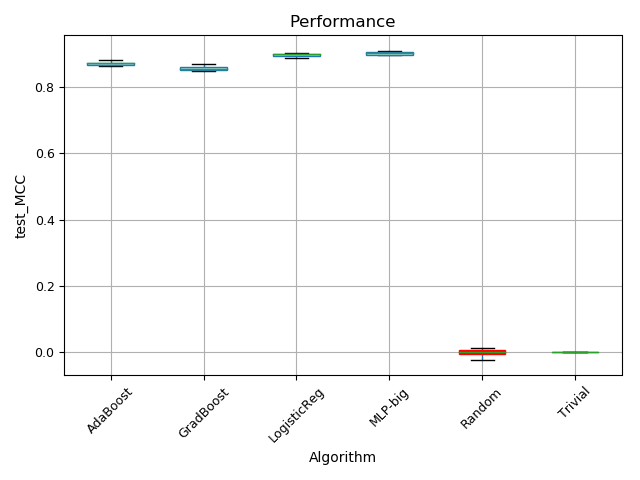 Performance
test_MCC
0.8
0.6
0.4
0.2
0.0
AdaBoost
GradBoost
LogisticReg
MLP-big
Random
Trivial
Algorithm